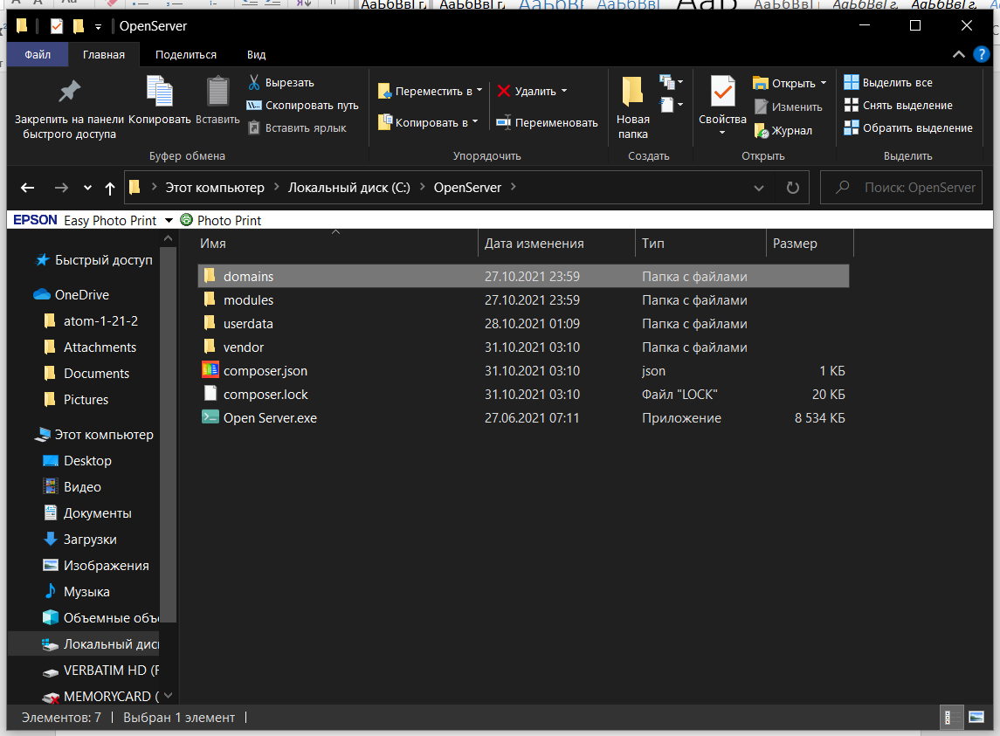 АаБбВвГг, АаБбВвГг,
OpenServer
Файл Главная Поделиться Вид
Закрепить на панели быстрого доступа
Копировать
Вставить
Вырезать
Скопировать путь
Вставить ярлык
Буфер обмена
Переместить в
Копировать в
Удалить
Переименовать
Упорядочить
Новая папка
Создать
Свойства
Открыть
Изменить
Журнал
Открыть
Выделить все
Снять выделение
Обратить выделение
Выделить
Этот компьютер Локальный диск (C:) OpenServer
Поиск: OpenServer
EPSON Easy Photo Print Photo Print
Быстрый доступ
OneDrive
atom-1-21-2
Attachments
Documents
Pictures
Этот компьютер
Desktop
Видео
Документы
Загрузки
Изображения
Музыка
Объемные объе
Локальный диск
VERBATIM HD (F
MEMORYCARD (
Имя Дата изменения Тип Размер
domains 27.10.2021 23:59 Папка с файлами
modules 27.10.2021 23:59 Папка с файлами
userdata 28.10.2021 01:09 Папка с файлами
vendor 31.10.2021 03:10 Папка с файлами
composer.json 31.10.2021 03:10 json 1 КБ
composer.lock 31.10.2021 03:10 Файл "LOCK" 20 КБ
Open Server.exe 27.06.2021 07:11 Приложение 8 534 КБ
Элементов: 7 Выбран 1 элемент